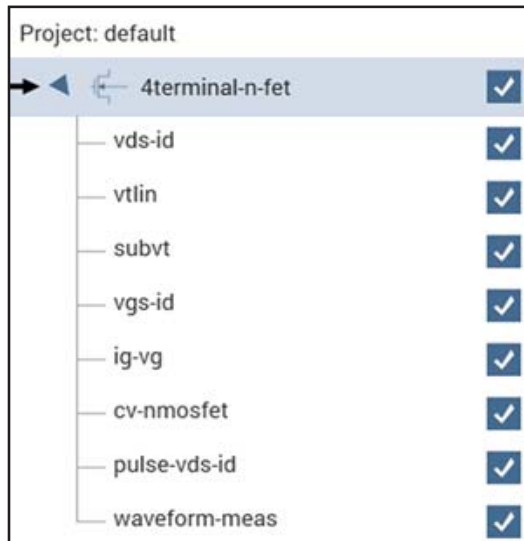 Project: default
4terminal-n-fet
vds-id
vtlin
subvt
vgs-id
ig-vg
cv-nmosfet
pulse-vds-id
waveform-meas